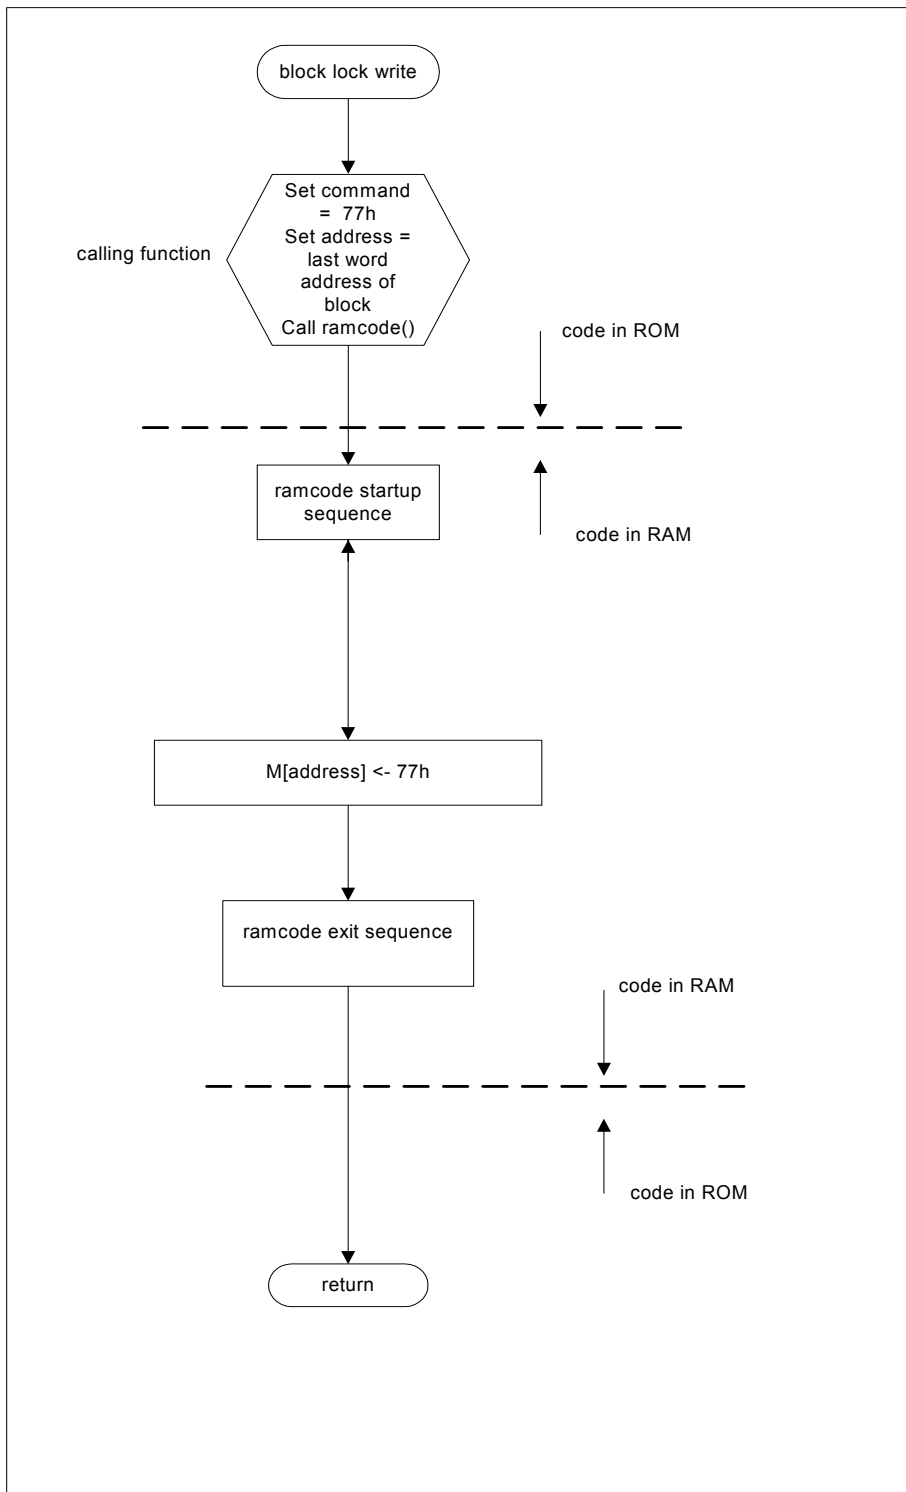 block lock write
Set command
= 77h
Set address =
last word
address of
block
Call ramcode()
calling function
code in ROM
ramcode startup
sequence
code in RAM
M[address] <- 77h
ramcode exit sequence
code in RAM
code in ROM
return